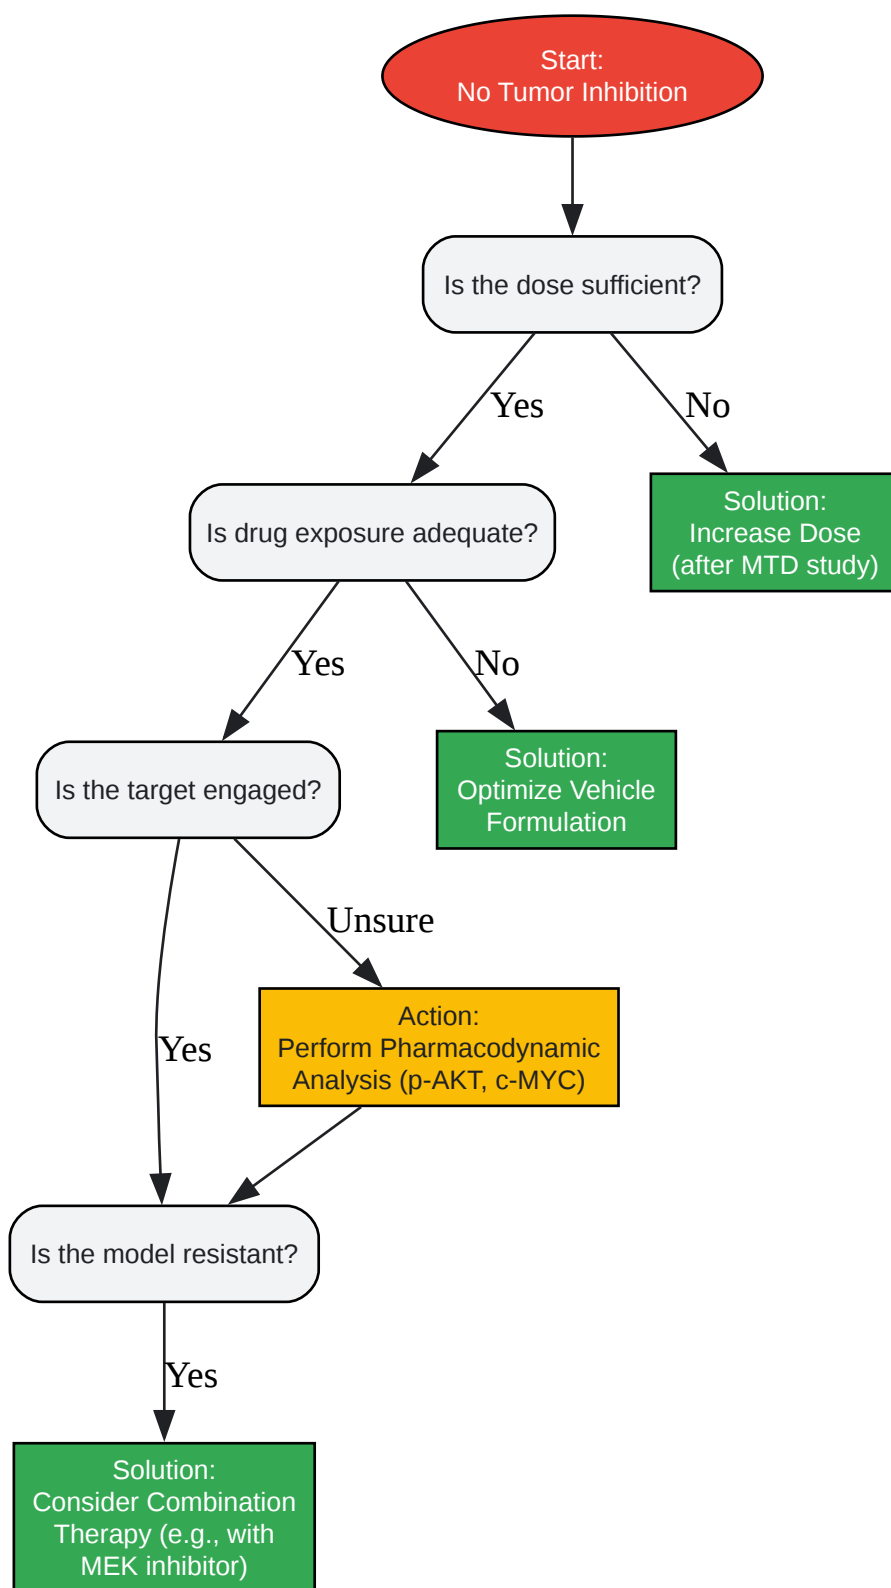 Start:
No Tumor Inhibition
Is the dose sufficient?
Yes
No
Is drug exposure adequate?
Solution:
Increase Dose
(after MTD study)
Yes
No
Is the target engaged?
Solution:
Optimize Vehicle
Formulation
Unsure
Yes
Action:
Perform Pharmacodynamic
Analysis (p-AKT, c-MYC)
Is the model resistant?
Yes
Solution:
Consider Combination
Therapy (e.g., with
MEK inhibitor)